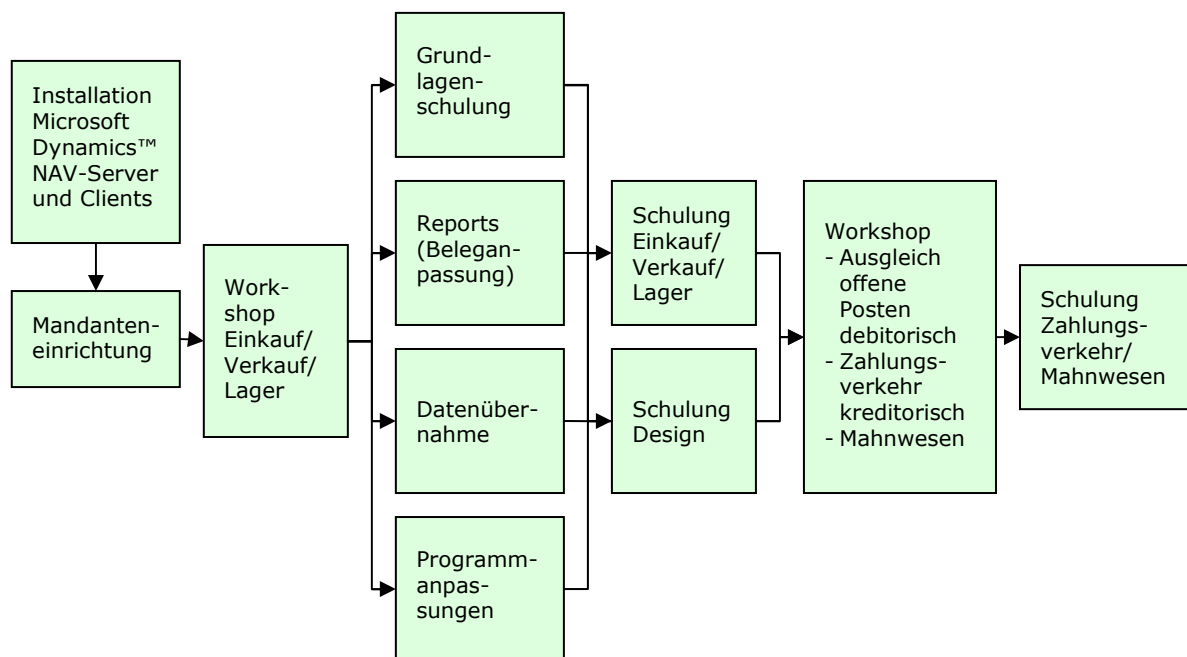 Installation
Microsoft
Dynamics™
NAV-Server
und Clients
Mandanten-
einrichtung
Work-
shop
Einkauf/
Verkauf/
Lager
Grund-
lagen-
schulung
Reports
(Belegan-
passung)
Datenüber-
nahme
Programm-
anpas-
sungen
Schulung
Einkauf/
Verkauf/
Lager
Schulung
Design
Workshop
- Ausgleich
offene
Posten
debitorisch
- Zahlungs-
verkehr
kreditorisch
- Mahnwesen
Schulung
Zahlungs-
verkehr/
Mahnwesen